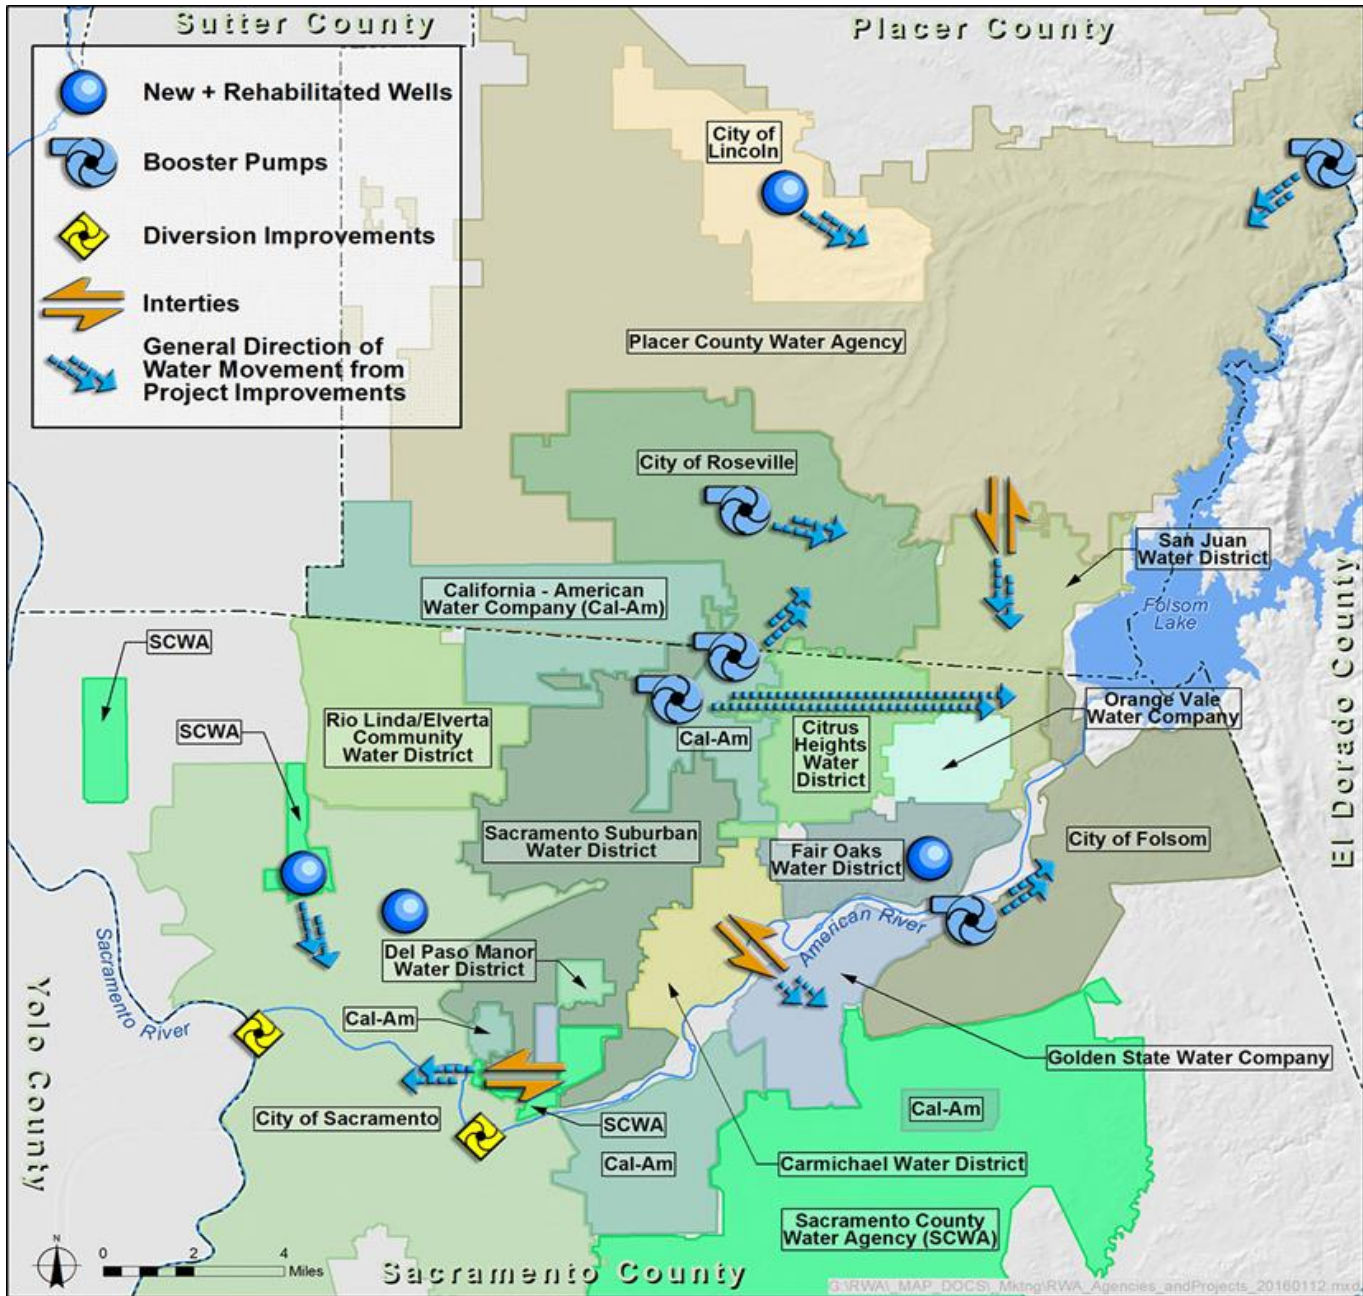 Sutter County
Placer County
New + Rehabilitated Wells
Booster Pumps
Diversion Improvements
Interties
General Direction of
Water Movement from
Project Improvements
City of
Lincoln
Placer County Water Agency
City of Roseville
San Juan
Water District
California - American
Water Company (Cal-Am)
Folsom
Lake
El Dorado County
SCWA
SCWA
Rio Linda/Elverta
Community
Water District
Cal-Am
Citrus
Heights
Water
District
Orange Vale
Water Company
Sacramento Suburban
Water District
Fair Oaks
Water District
City of Folsom
American River
Sacramento River
Del Paso Manor
Water District
Yolo County
Cal-Am
Golden State Water Company
City of Sacramento
SCWA
Cal-Am
Cal-Am
Carmichael Water District
Sacramento County
Water Agency (SCWA)
N
0 2 4
Miles
Sacramento County
G:\RWA\_MAP_DOCS\_Mktng\RWA_Agencies_andProjects_20160112.mxd